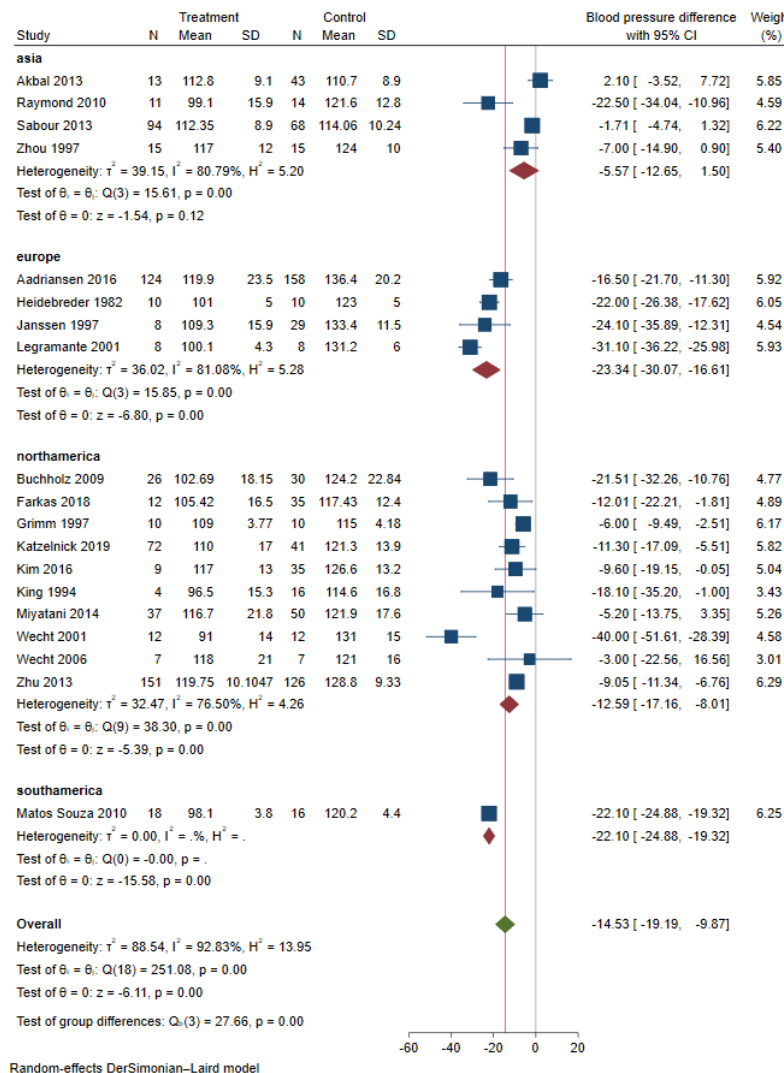 Treatment Control Blood pressure difference Weight
Study N Mean SD N Mean SD with 95% CI (%)
asia
Akbal 2013 13 112.8 9.1 43 110.7 8.9 2.10 [ -3.52, 7.72] 5.85
Raymond 2010 11 99.1 15.9 14 121.6 12.8 -22.50 [ -34.04, -10.96] 4.59
Sabour 2013 94 112.35 8.9 68 114.06 10.24 -1.71 [ -4.74, 1.32] 6.22
Zhou 1997 15 117 12 15 124 10 -7.00 [ -14.90, 0.90] 5.40
Heterogeneity: τ² = 39.15, I² = 80.79%, H² = 5.20 -5.57 [ -12.65, 1.50]
Test of θᵢ = θⱼ: Q(3) = 15.61, p = 0.00
Test of θ = 0: z = -1.54, p = 0.12
europe
Aadriansen 2016 124 119.9 23.5 158 136.4 20.2 -16.50 [ -21.70, -11.30] 5.92
Heidebreder 1982 10 101 5 10 123 5 -22.00 [ -26.38, -17.62] 6.05
Janssen 1997 8 109.3 15.9 29 133.4 11.5 -24.10 [ -35.89, -12.31] 4.54
Legramante 2001 8 100.1 4.3 8 131.2 6 -31.10 [ -36.22, -25.98] 5.93
Heterogeneity: τ² = 36.02, I² = 81.08%, H² = 5.28 -23.34 [ -30.07, -16.61]
Test of θᵢ = θⱼ: Q(3) = 15.85, p = 0.00
Test of θ = 0: z = -6.80, p = 0.00
northamerica
Buchholz 2009 26 102.69 18.15 30 124.2 22.84 -21.51 [ -32.26, -10.76] 4.77
Farkas 2018 12 105.42 16.5 35 117.43 12.4 -12.01 [ -22.21, -1.81] 4.89
Grimm 1997 10 109 3.77 10 115 4.18 -6.00 [ -9.49, -2.51] 6.17
Katzelnick 2019 72 110 17 41 121.3 13.9 -11.30 [ -17.09, -5.51] 5.82
Kim 2016 9 117 13 35 126.6 13.2 -9.60 [ -19.15, -0.05] 5.04
King 1994 4 96.5 15.3 16 114.6 16.8 -18.10 [ -35.20, -1.00] 3.43
Miyatani 2014 37 116.7 21.8 50 121.9 17.6 -5.20 [ -13.75, 3.35] 5.26
Wecht 2001 12 91 14 12 131 15 -40.00 [ -51.61, -28.39] 4.58
Wecht 2006 7 118 21 7 121 16 -3.00 [ -22.56, 16.56] 3.01
Zhu 2013 151 119.75 10.1047 126 128.8 9.33 -9.05 [ -11.34, -6.76] 6.29
Heterogeneity: τ² = 32.47, I² = 76.50%, H² = 4.26 -12.59 [ -17.16, -8.01]
Test of θᵢ = θⱼ: Q(9) = 38.30, p = 0.00
Test of θ = 0: z = -5.39, p = 0.00
southamerica
Matos Souza 2010 18 98.1 3.8 16 120.2 4.4 -22.10 [ -24.88, -19.32] 6.25
Heterogeneity: τ² = 0.00, I² = .%, H² = . -22.10 [ -24.88, -19.32]
Test of θᵢ = θⱼ: Q(0) = -0.00, p = .
Test of θ = 0: z = -15.58, p = 0.00
Overall -14.53 [ -19.19, -9.87]
Heterogeneity: τ² = 88.54, I² = 92.83%, H² = 13.95
Test of θᵢ = θⱼ: Q(18) = 251.08, p = 0.00
Test of θ = 0: z = -6.11, p = 0.00
Test of group differences: Qᵦ(3) = 27.66, p = 0.00
-60 -40 -20 0 20
Random-effects DerSimonian–Laird model